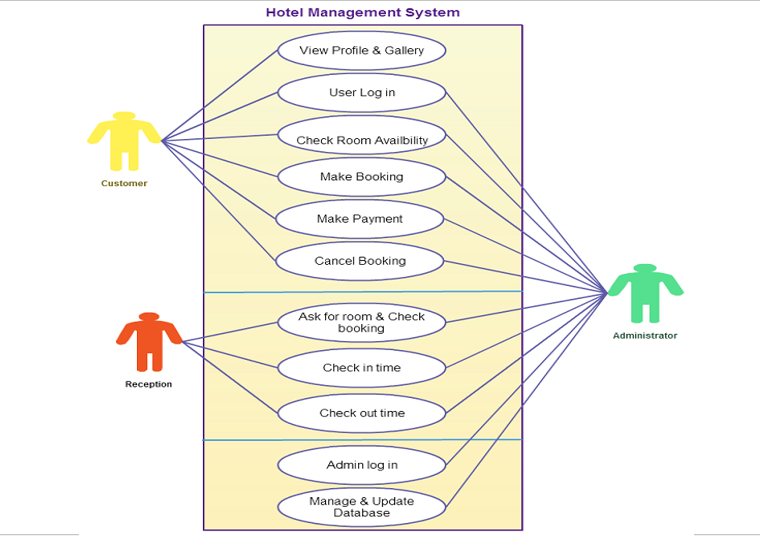 Hotel Management System
View Profile & Gallery
User Log in
Check Room Availbility
Make Booking
Make Payment
Cancel Booking
Customer
Ask for room & Check
booking
Check in time
Check out time
Reception
Administrator
Admin log in
Manage & Update
Database